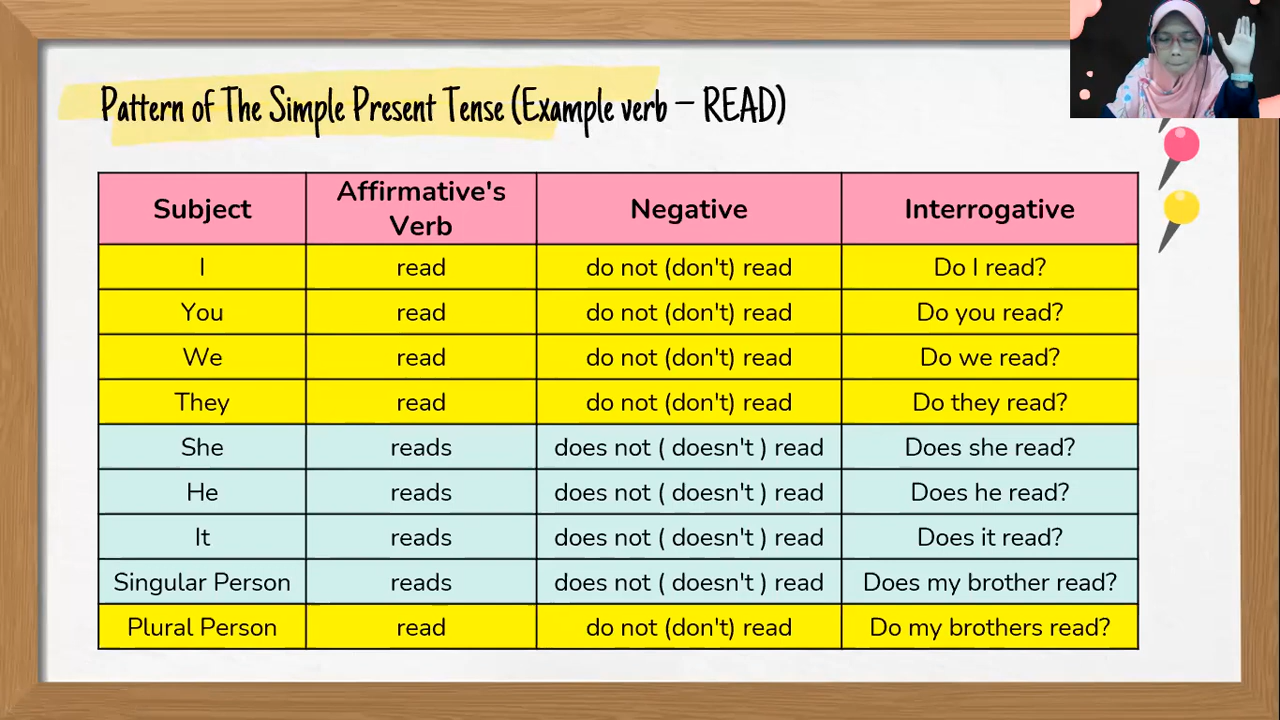 Pattern of The Simple Present Tense (Example verb – READ)
Subject Affirmative's Verb Negative Interrogative
I read do not (don't) read Do I read?
You read do not (don't) read Do you read?
We read do not (don't) read Do we read?
They read do not (don't) read Do they read?
She reads does not ( doesn't ) read Does she read?
He reads does not ( doesn't ) read Does he read?
It reads does not ( doesn't ) read Does it read?
Singular Person reads does not ( doesn't ) read Does my brother read?
Plural Person read do not (don't) read Do my brothers read?